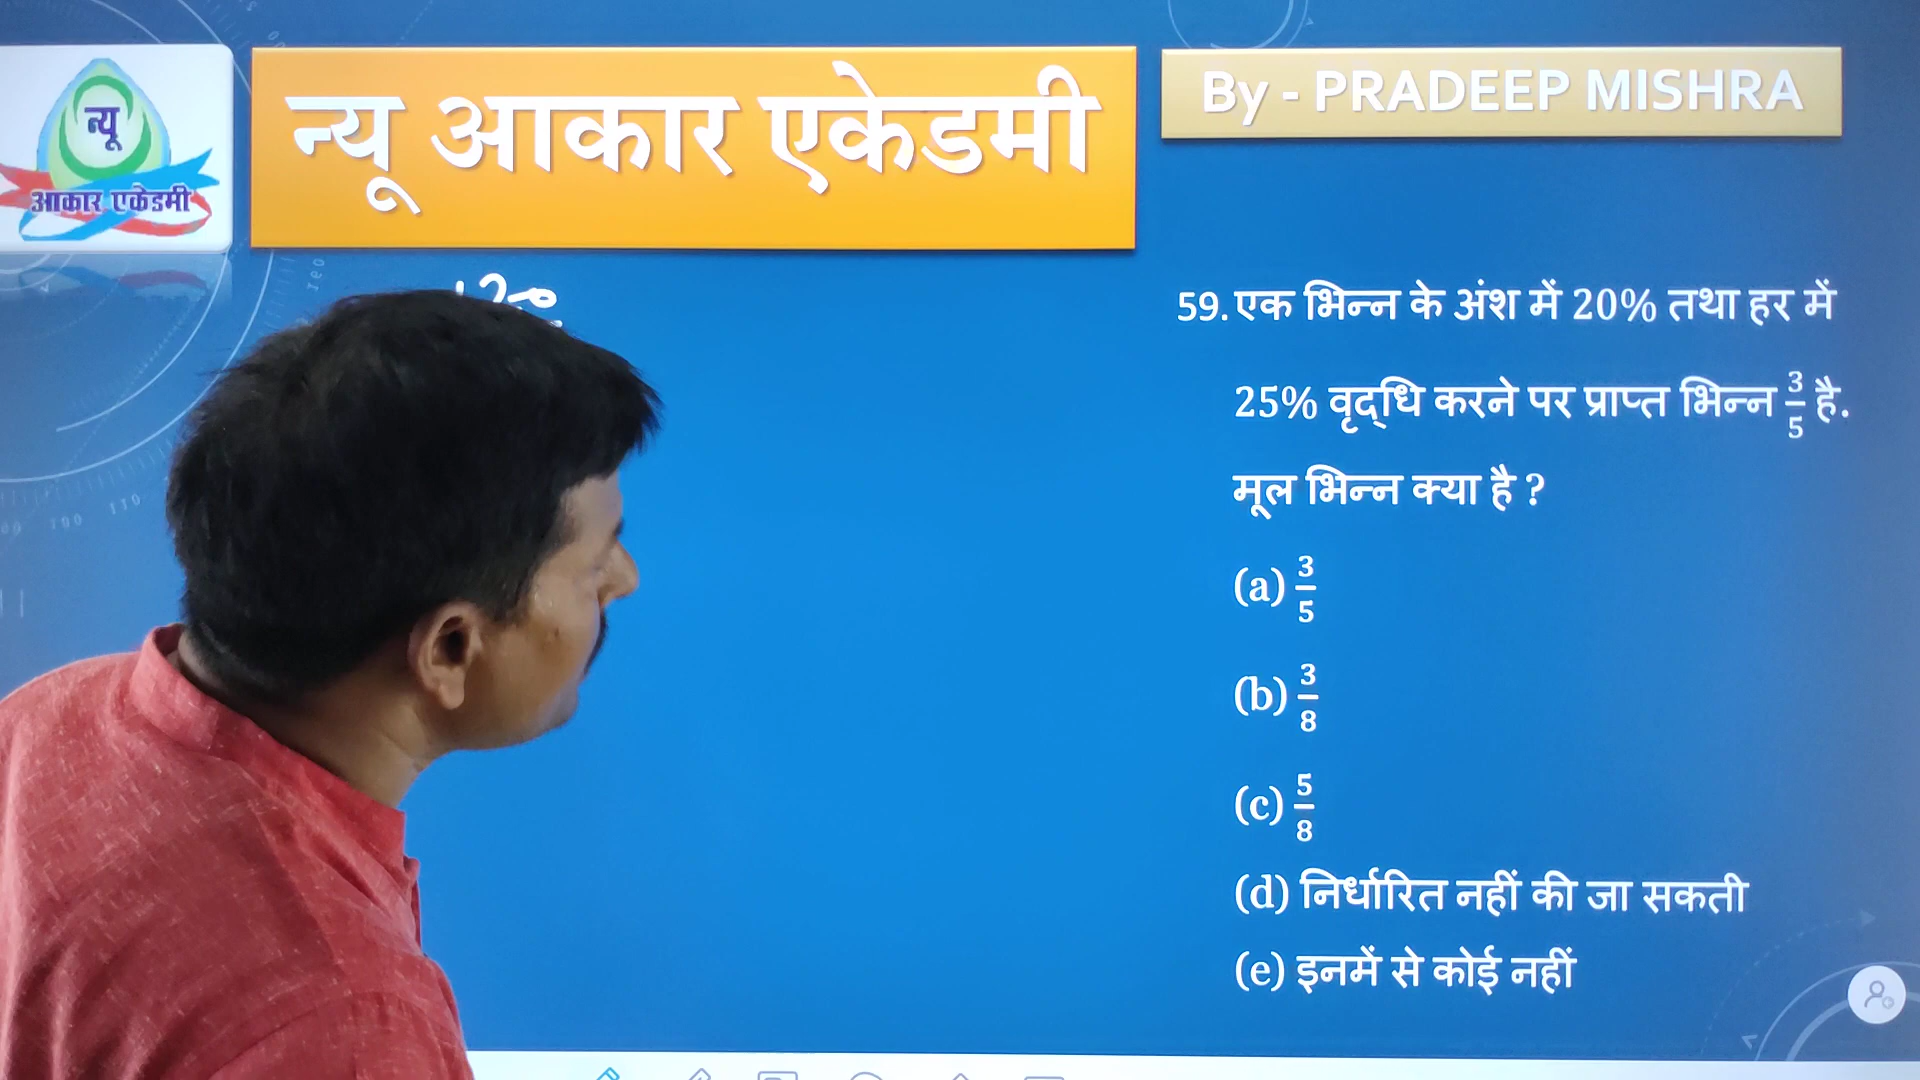 न्यू
आकार एकेडमी
न्यू आकार एकेडमी
By - PRADEEP MISHRA
59. एक भिन्न के अंश में 20% तथा हर में
25% वृद्धि करने पर प्राप्त भिन्न 3/5 है.
मूल भिन्न क्या है ?
(a) 3/5
(b) 3/8
(c) 5/8
(d) निर्धारित नहीं की जा सकती
(e) इनमें से कोई नहीं